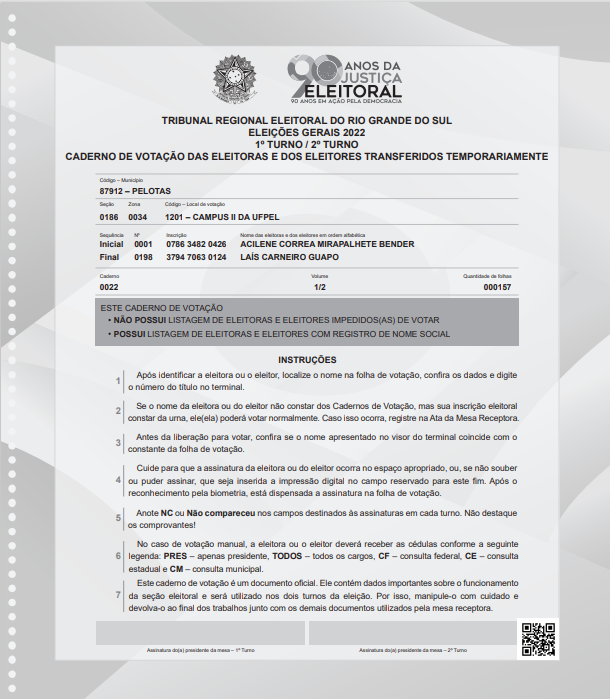 90 ANOS DA
JUSTIÇA
ELEITORAL
90 ANOS EM AÇÃO PELA DEMOCRACIA
TRIBUNAL REGIONAL ELEITORAL DO RIO GRANDE DO SUL
ELEIÇÕES GERAIS 2022
1º TURNO / 2º TURNO
CADERNO DE VOTAÇÃO DAS ELEITORAS E DOS ELEITORES TRANSFERIDOS TEMPORARIAMENTE
Código – Município
87912 – PELOTAS
Seção Zona Código – Local de votação
0186 0034 1201 – CAMPUS II DA UFPEL
Sequência Nº Inscrição Nome das eleitoras e dos eleitores em ordem alfabética
Inicial 0001 0786 3482 0426 ACILENE CORREA MIRAPALHETE BENDER
Final 0198 3794 7063 0124 LAÍS CARNEIRO GUAPO
Caderno Volume Quantidade de folhas
0022 1/2 000157
ESTE CADERNO DE VOTAÇÃO
• NÃO POSSUI LISTAGEM DE ELEITORAS E ELEITORES IMPEDIDOS(AS) DE VOTAR
• POSSUI LISTAGEM DE ELEITORAS E ELEITORES COM REGISTRO DE NOME SOCIAL
INSTRUÇÕES
1 Após identificar a eleitora ou o eleitor, localize o nome na folha de votação, confira os dados e digite
o número do título no terminal.
2 Se o nome da eleitora ou do eleitor não constar dos Cadernos de Votação, mas sua inscrição eleitoral
constar da urna, ele(ela) poderá votar normalmente. Caso isso ocorra, registre na Ata da Mesa Receptora.
3 Antes da liberação para votar, confira se o nome apresentado no visor do terminal coincide com o
constante da folha de votação.
4 Cuide para que a assinatura da eleitora ou do eleitor ocorra no espaço apropriado, ou, se não souber
ou puder assinar, que seja inserida a impressão digital no campo reservado para este fim. Após o
reconhecimento pela biometria, está dispensada a assinatura na folha de votação.
5 Anote NC ou Não compareceu nos campos destinados às assinaturas em cada turno. Não destaque
os comprovantes!
6 No caso de votação manual, a eleitora ou o eleitor deverá receber as cédulas conforme a seguinte
legenda: PRES – apenas presidente, TODOS – todos os cargos, CF – consulta federal, CE – consulta
estadual e CM – consulta municipal.
7 Este caderno de votação é um documento oficial. Ele contém dados importantes sobre o funcionamento
da seção eleitoral e será utilizado nos dois turnos da eleição. Por isso, manipule-o com cuidado e
devolva-o ao final dos trabalhos junto com os demais documentos utilizados pela mesa receptora.
Assinatura do(a) presidente da mesa – 1º Turno Assinatura do(a) presidente da mesa – 2º Turno